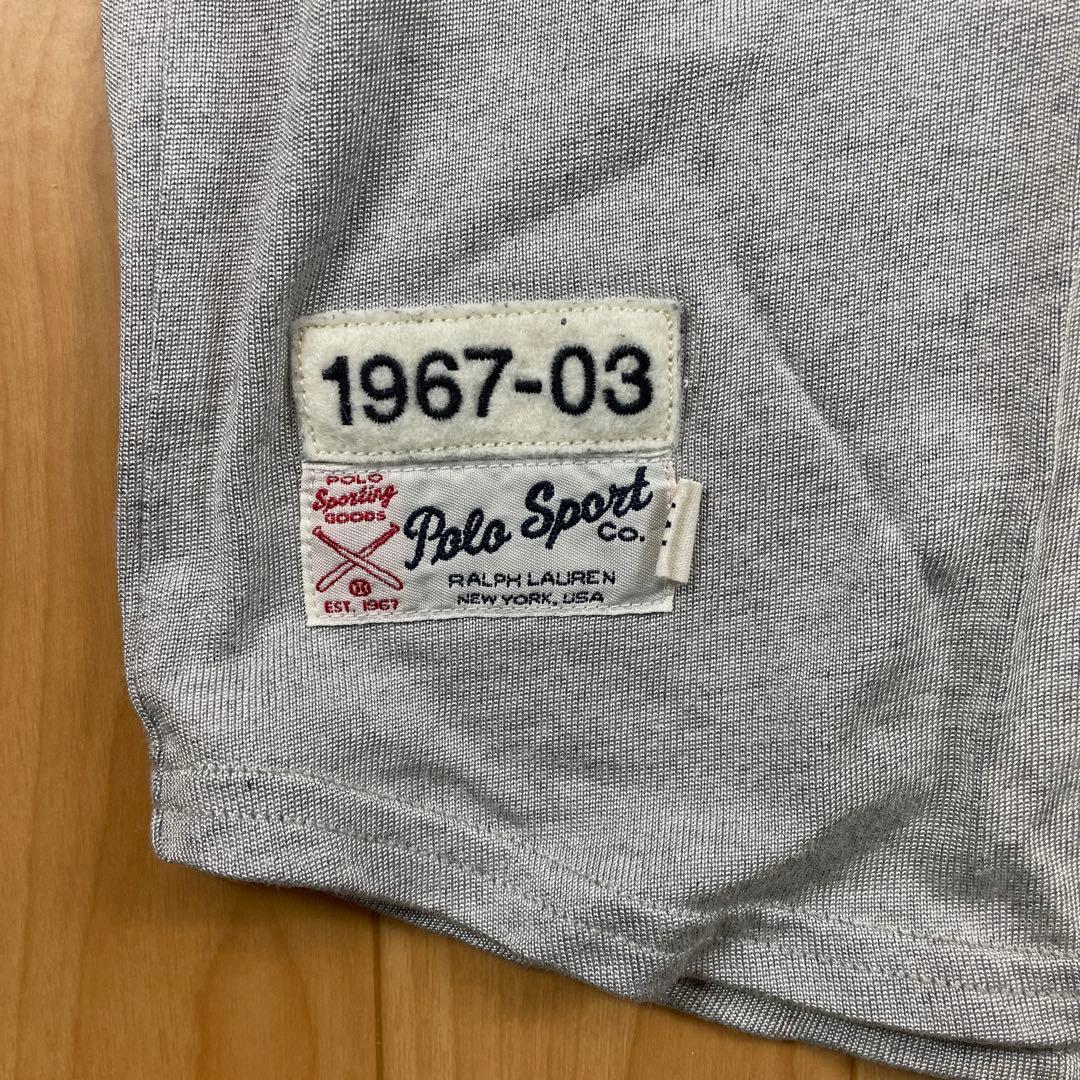 1967-03
POLO
Sporting
GOODS
EST. 1967
Polo Sport
Co.
RALPH LAUREN
NEW YORK, USA